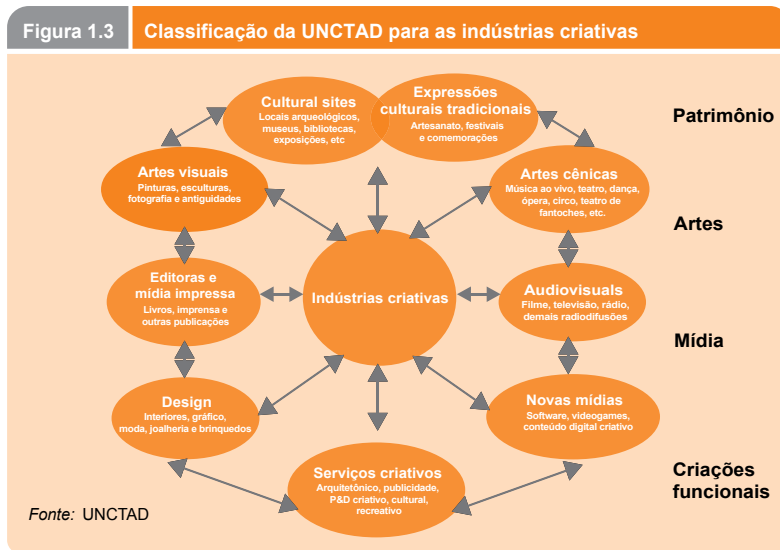 Figura 1.3
Classificação da UNCTAD para as indústrias criativas
Cultural sites
Locais arqueológicos,
museus, bibliotecas,
exposições, etc
Expressões
culturais tradicionais
Artesanato, festivais
e comemorações
Patrimônio
Artes visuais
Pinturas, esculturas,
fotografia e antiguidades
Artes cênicas
Música ao vivo, teatro, dança,
ópera, circo, teatro de
fantoches, etc.
Artes
Editoras e
mídia impressa
Livros, imprensa e
outras publicações
Indústrias criativas
Audiovisuais
Filme, televisão, rádio,
demais radiodifusões
Mídia
Design
Interiores, gráfico,
moda, joalheria e brinquedos
Novas mídias
Software, videogames,
conteúdo digital criativo
Serviços criativos
Arquitetônico, publicidade,
P&D criativo, cultural,
recreativo
Criações
funcionais
Fonte: UNCTAD